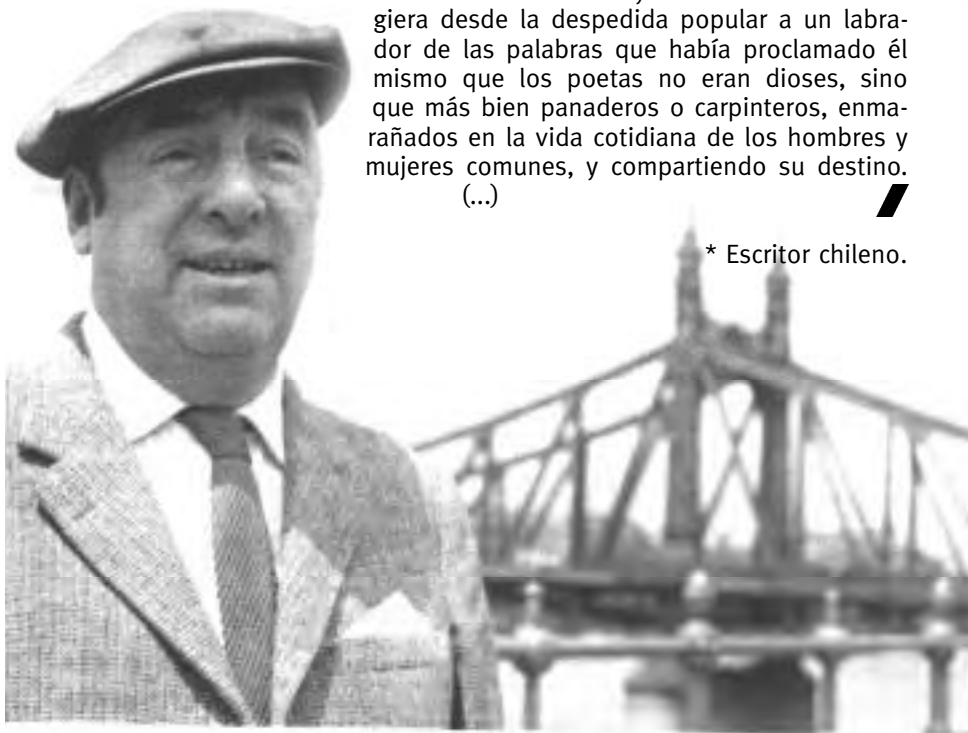 giera desde la despedida popular a un labra-
dor de las palabras que había proclamado él
mismo que los poetas no eran dioses, sino
que más bien panaderos o carpinteros, enma-
rañados en la vida cotidiana de los hombres y
mujeres comunes, y compartiendo su destino.
(...)
* Escritor chileno.